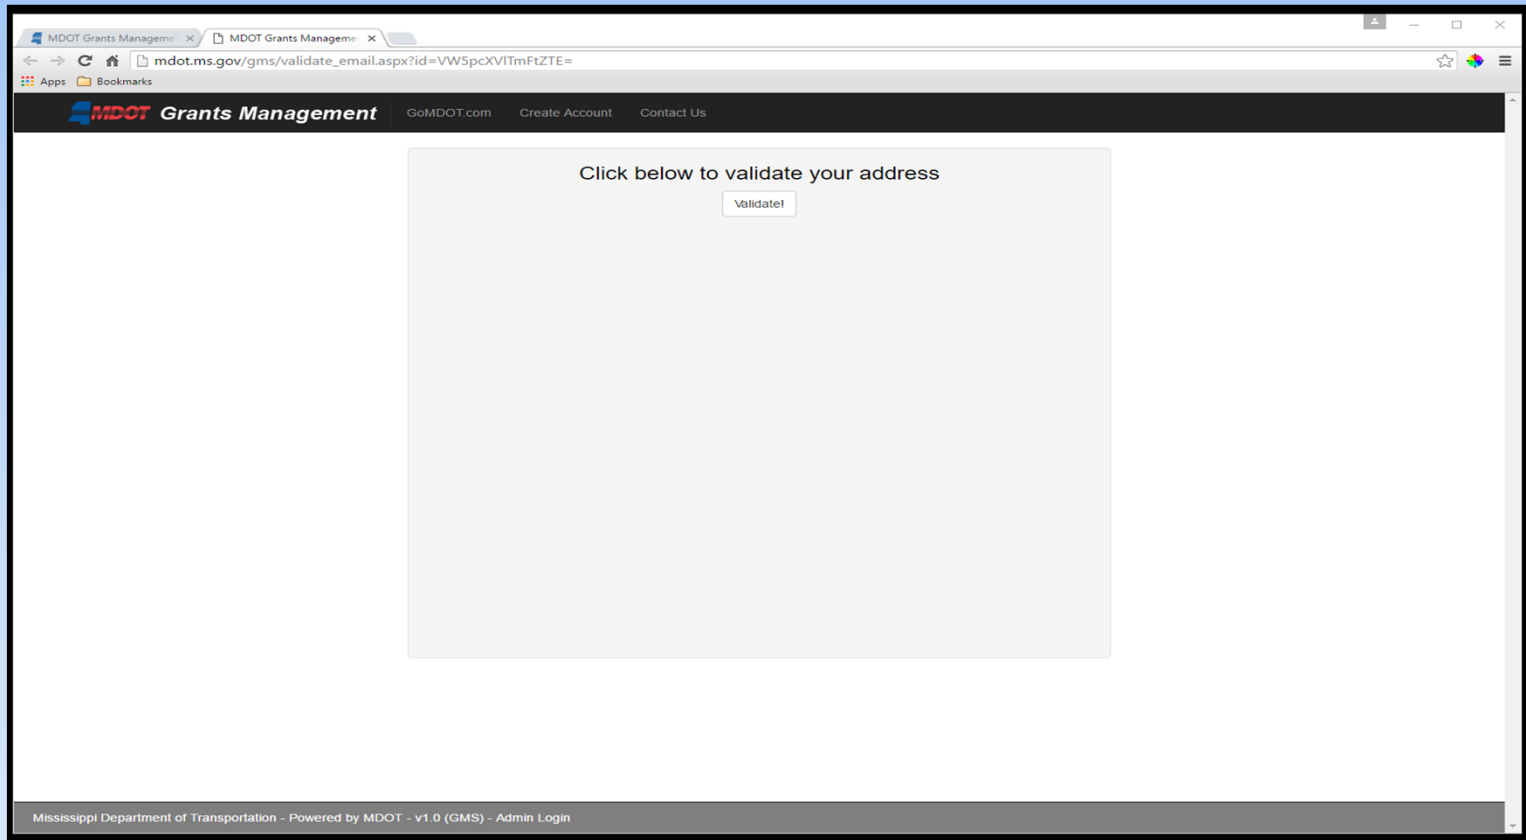 MDOT Grants Manageme
MDOT Grants Manageme
mdot.ms.gov/gms/validate_email.aspx?id=VW5pcXVlTmFtZTE=
Apps Bookmarks
MDOT Grants Management GoMDOT.com Create Account Contact Us
Click below to validate your address
Validate!
Mississippi Department of Transportation - Powered by MDOT - v1.0 (GMS) - Admin Login